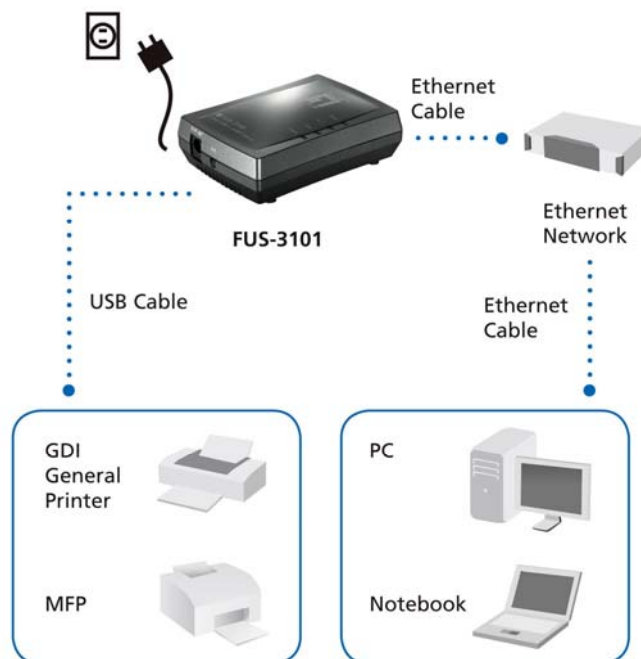 Ethernet
Cable
FUS-3101
Ethernet
Network
USB Cable
Ethernet
Cable
GDI
General
Printer
MFP
PC
Notebook